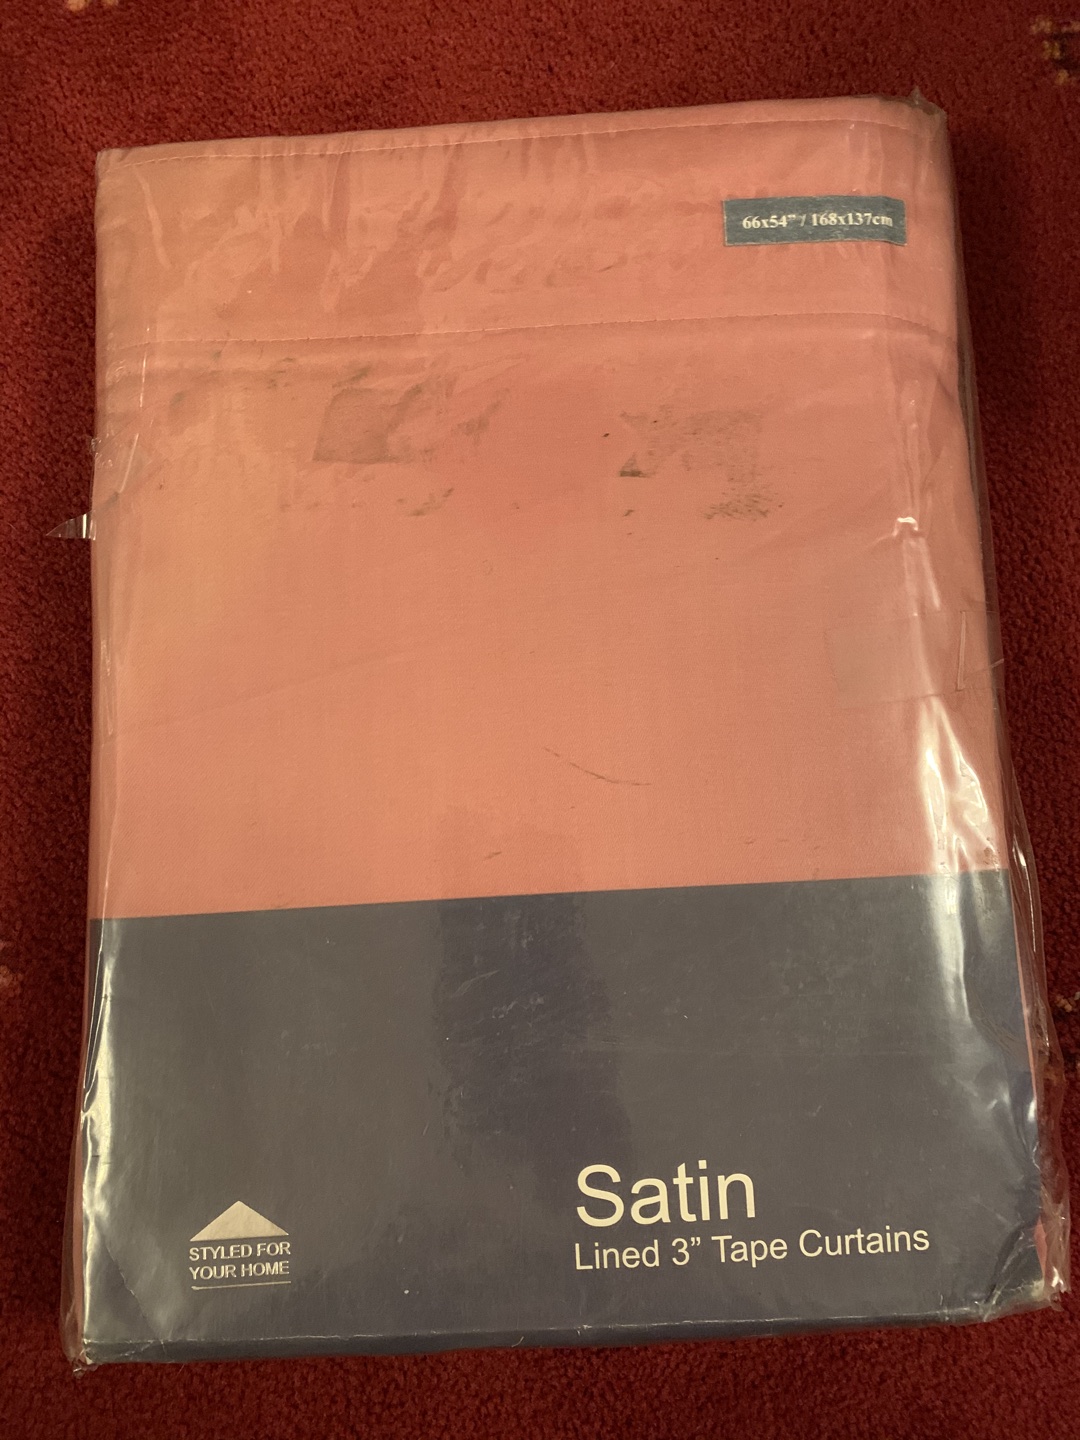 66x54” / 168x137cm
Satin
Lined 3” Tape Curtains
STYLED FOR
YOUR HOME